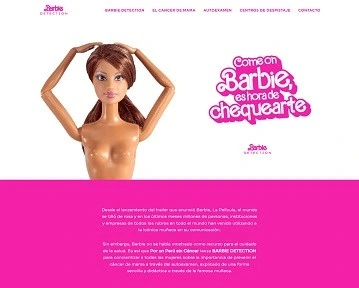 Barbie
DETECTION
BARBIE DETECTION
EL CANCER DE MAMA
AUTOEXAMEN
CENTROS DE DESPISTAJE
CONTACTO
Come on
Barbie,
es hora de
chequearte
Barbie
DETECTION
Desde el lanzamiento del trailer que anunció Barbie, La Película, el mundo
se tiñó de rosa y en los últimos meses millones de personas, instituciones
y empresas de todos los rubros en todo el mundo han venido utilizando a
la icónica muñeca en su comunicación.
Sin embargo, Barbie no se había mostrado como recurso para el cuidado
de la salud. Es así que Por un Perú sin Cáncer lanza BARBIE DETECTION
para concientizar a todas las mujeres sobre la importancia de prevenir el
cáncer de mama a través del autoexamen, explicado de una forma
sencilla y didáctica a través de la famosa muñeca.